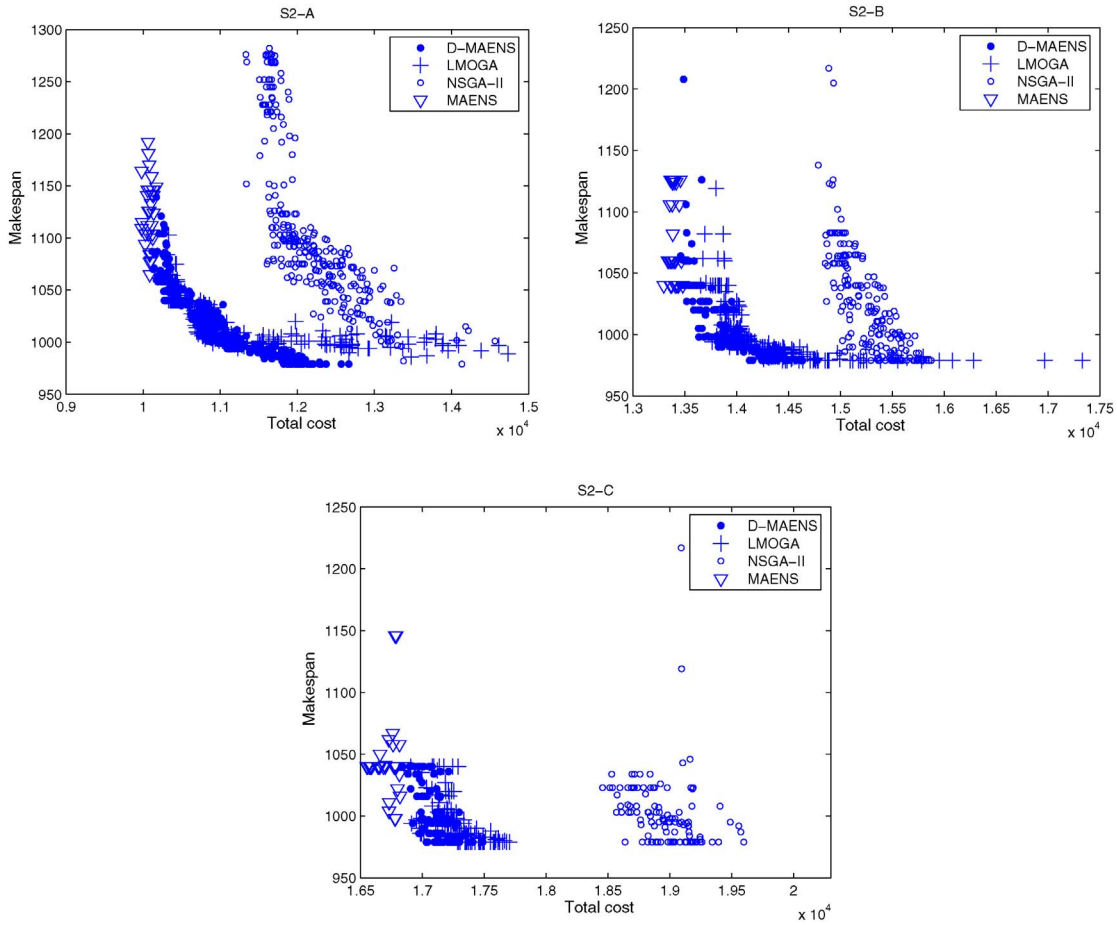 S2-A
1300
1250
1200
1150
1100
1050
1000
950
Makespan
D-MAENS
LMOGA
NSGA-II
MAENS
0.9 1 1.1 1.2 1.3 1.4 1.5
Total cost
x 10^4
S2-B
1250
1200
1150
1100
1050
1000
950
Makespan
D-MAENS
LMOGA
NSGA-II
MAENS
1.3 1.35 1.4 1.45 1.5 1.55 1.6 1.65 1.7 1.75
Total cost
x 10^4
S2-C
1250
1200
1150
1100
1050
1000
950
Makespan
D-MAENS
LMOGA
NSGA-II
MAENS
1.65 1.7 1.75 1.8 1.85 1.9 1.95 2
Total cost
x 10^4